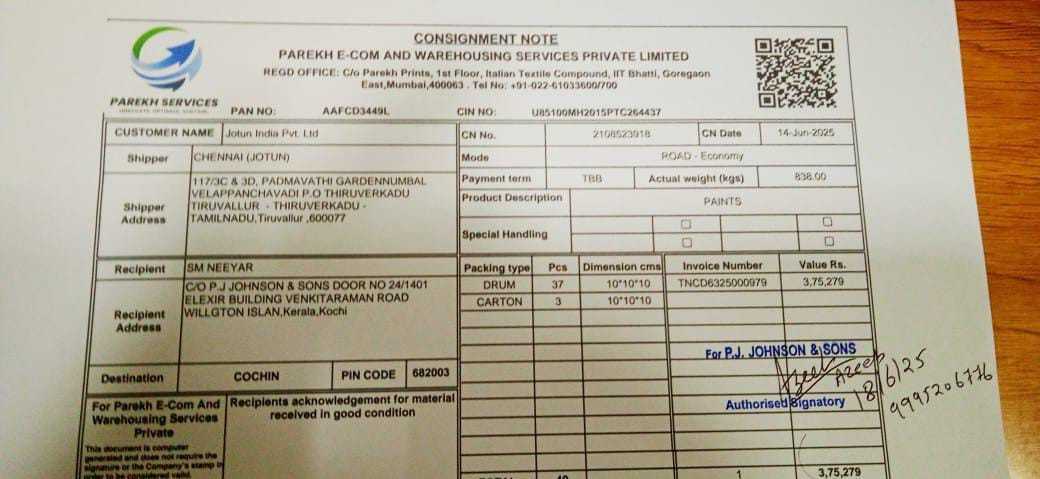 CONSIGNMENT NOTE
PAREKH E-COM AND WAREHOUSING SERVICES PRIVATE LIMITED
REGD OFFICE: C/o Parekh Prints, 1st Floor, Italian Textile Compound, IIT Bhatti, Goregaon
East,Mumbai,400063 . Tel No: +91-022-61033600/700
PAREKH SERVICES
PAN NO: AAFCD3449L CIN NO: U85100MH2015PTC264437
CUSTOMER NAME Jotun India Pvt. Ltd
CN No. 2108523918 CN Date 14-Jun-2025
Shipper CHENNAI (JOTUN)
Mode ROAD - Economy
Payment term TBB Actual weight (kgs) 838.00
Shipper Address
117/3C & 3D, PADMAVATHI GARDENNUMBAL
VELAPPANCHAVADI P.O THIRUVERKADU
TIRUVALLUR - THIRUVERKADU -
TAMILNADU,Tiruvallur ,600077
Product Description PAINTS
Special Handling
Recipient SM NEEYAR
Packing type Pcs Dimension cms Invoice Number Value Rs.
DRUM 37 10*10*10 TNCD6325000979 3,75,279
CARTON 3 10*10*10
Recipient Address
C/O P.J JOHNSON & SONS DOOR NO 24/1401
ELEXIR BUILDING VENKITARAMAN ROAD
WILLGTON ISLAN,Kerala,Kochi
For P.J. JOHNSON & SONS
Azeep
18/6/25
9995206776
Authorised Signatory
Destination COCHIN PIN CODE 682003
For Parekh E-Com And
Warehousing Services
Private
Recipients acknowledgement for material
received in good condition
This document is computer
generated and does not require the
signature or the Company's stamp in
order to be considered valid.
1 3,75,279
TOTAL 40